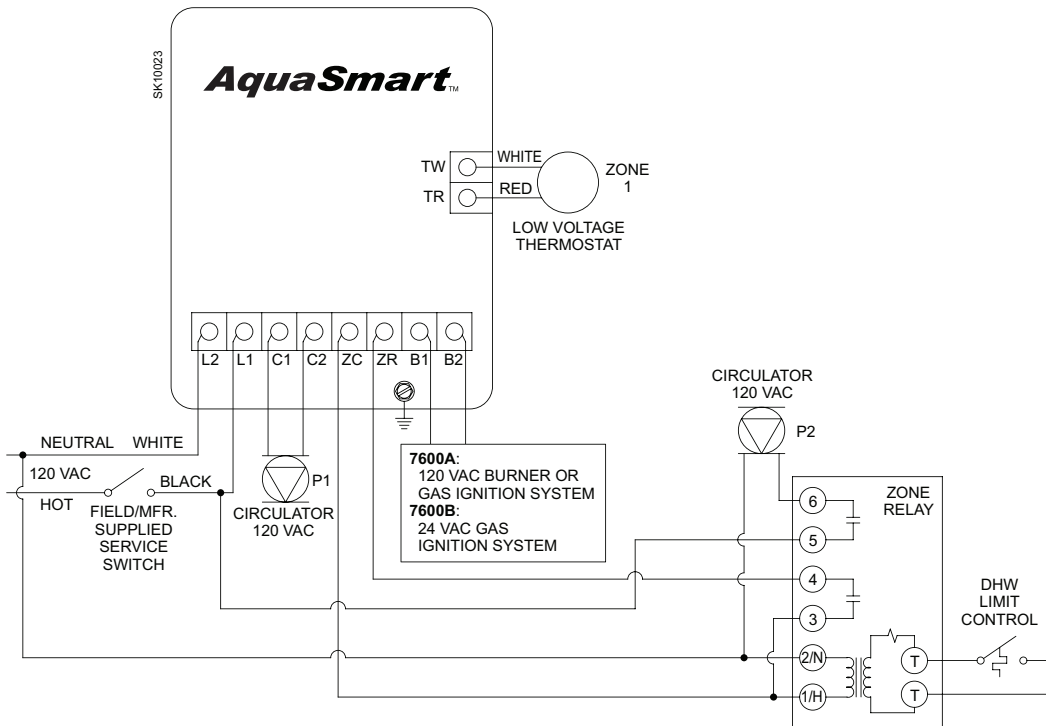 SK10023
AquaSmart™
TW
WHITE
TR
RED
ZONE
1
LOW VOLTAGE
THERMOSTAT
L2 L1 C1 C2 ZC ZR B1 B2
NEUTRAL WHITE
120 VAC
HOT
BLACK
FIELD/MFR.
SUPPLIED
SERVICE
SWITCH
P1
CIRCULATOR
120 VAC
7600A:
120 VAC BURNER OR
GAS IGNITION SYSTEM
7600B:
24 VAC GAS
IGNITION SYSTEM
CIRCULATOR
120 VAC
P2
ZONE
RELAY
6
5
4
3
2/N
1/H
T
T
DHW
LIMIT
CONTROL